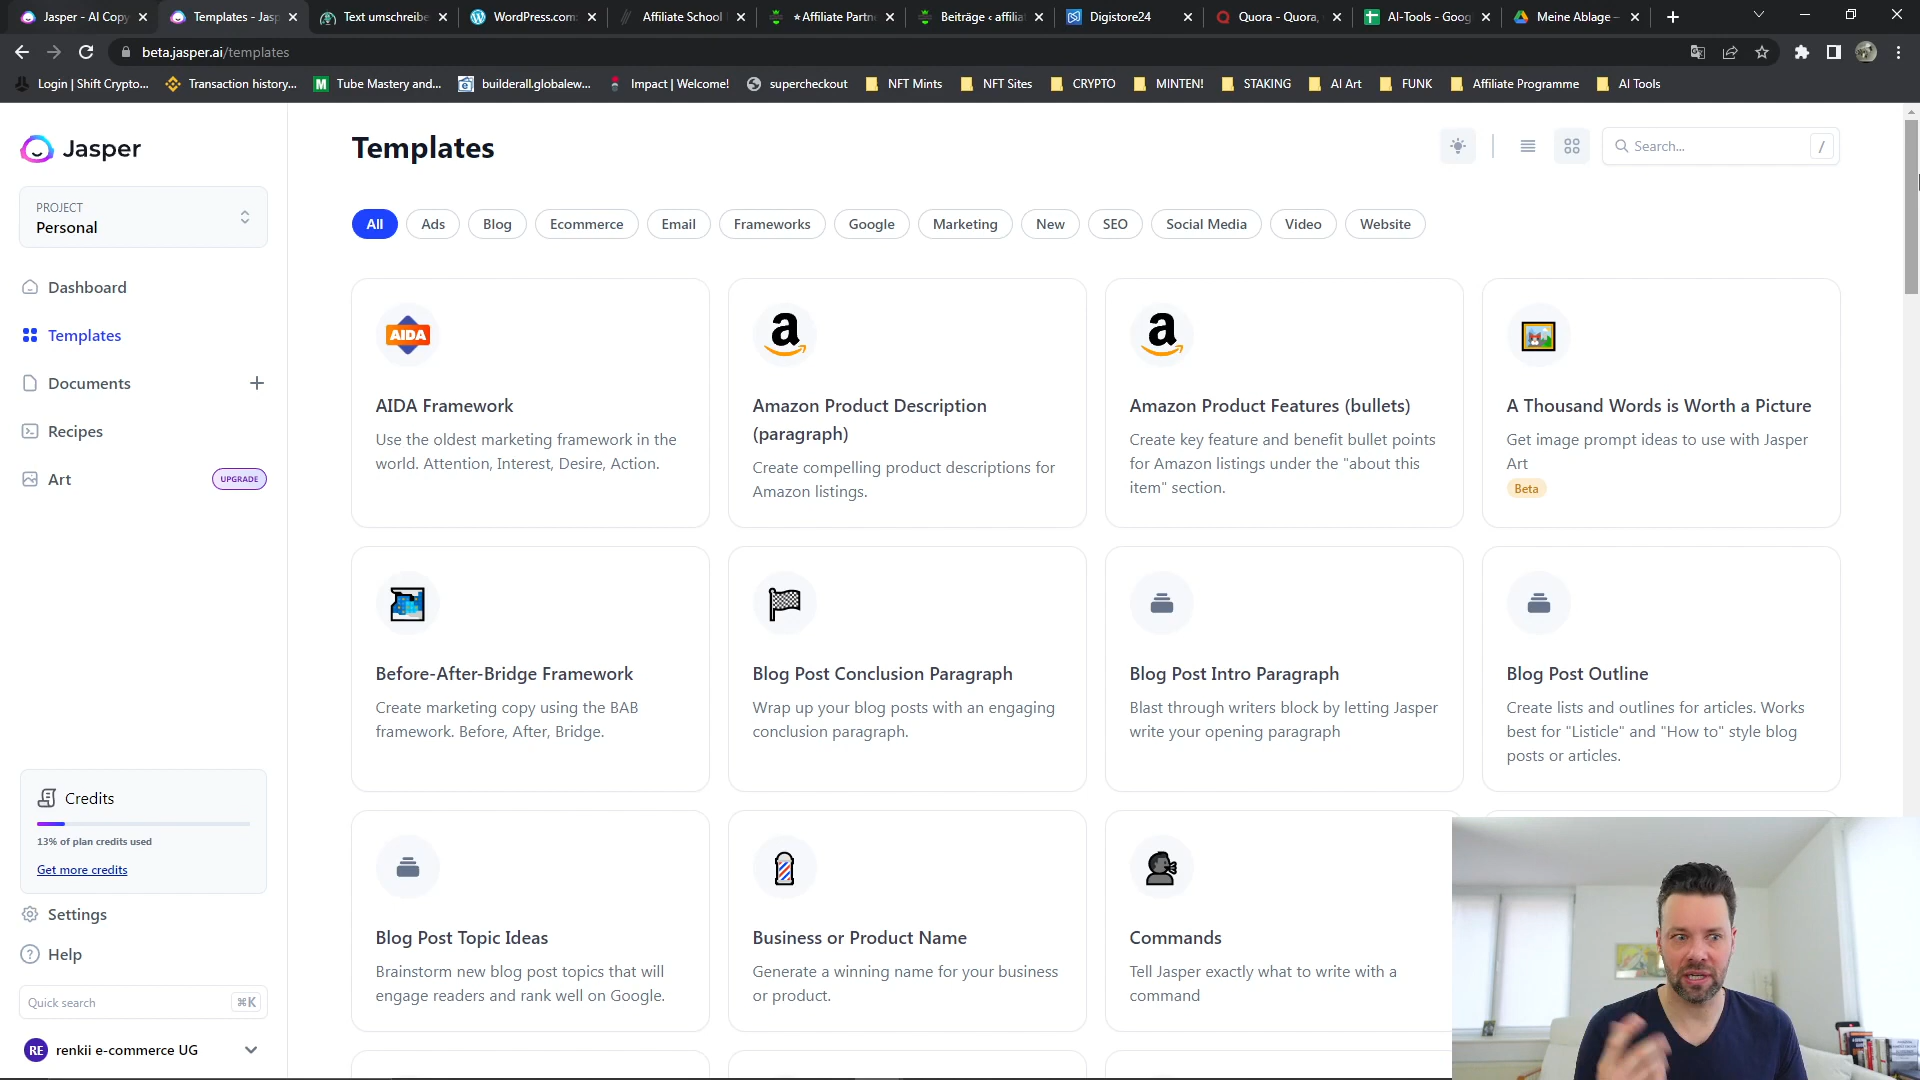 Jasper - AI Copy
Templates - Jasp
Text umschreibe
WordPress.com:
Affiliate School
★Affiliate Partn
Beiträge ‹ affilia
Digistore24
Quora - Quora,
AI-Tools - Goog
Meine Ablage –
beta.jasper.ai/templates
Login | Shift Crypto...
Transaction history...
M
Tube Mastery and...
builderall.globalew...
Impact | Welcome!
supercheckout
NFT Mints
NFT Sites
CRYPTO
MINTEN!
STAKING
AI Art
FUNK
Affiliate Programme
AI Tools
Jasper
PROJECT
Personal
Dashboard
Templates
Documents
Recipes
Art
UPGRADE
Credits
13% of plan credits used
Get more credits
Settings
Help
Quick search
⌘K
RE
renkii e-commerce UG
Templates
Search...
/
All
Ads
Blog
Ecommerce
Email
Frameworks
Google
Marketing
New
SEO
Social Media
Video
Website
AIDA
AIDA Framework
Use the oldest marketing framework in the
world. Attention, Interest, Desire, Action.
a
Amazon Product Description
(paragraph)
Create compelling product descriptions for
Amazon listings.
a
Amazon Product Features (bullets)
Create key feature and benefit bullet points
for Amazon listings under the "about this
item" section.
A Thousand Words is Worth a Picture
Get image prompt ideas to use with Jasper
Art
Beta
Before-After-Bridge Framework
Create marketing copy using the BAB
framework. Before, After, Bridge.
Blog Post Conclusion Paragraph
Wrap up your blog posts with an engaging
conclusion paragraph.
Blog Post Intro Paragraph
Blast through writers block by letting Jasper
write your opening paragraph
Blog Post Outline
Create lists and outlines for articles. Works
best for "Listicle" and "How to" style blog
posts or articles.
Blog Post Topic Ideas
Brainstorm new blog post topics that will
engage readers and rank well on Google.
Business or Product Name
Generate a winning name for your business
or product.
Commands
Tell Jasper exactly what to write with a
command